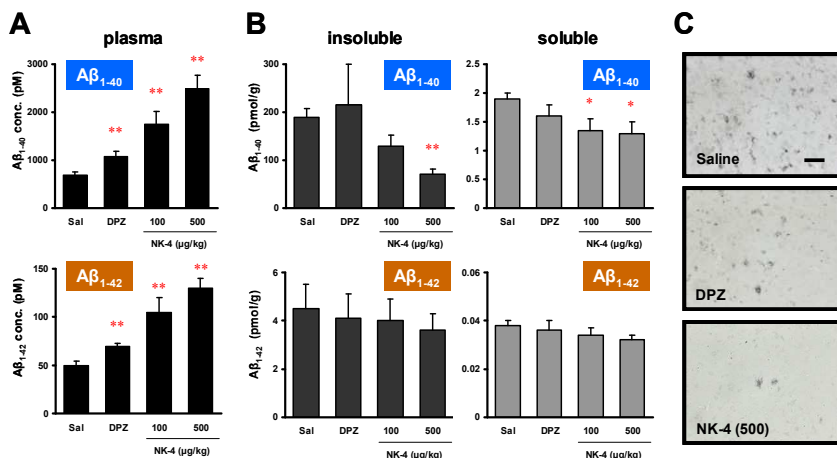 A
plasma
Aβ1-40
Aβ1-40 conc. (pM)
3000
2000
1000
0
**
**
**
Sal DPZ 100 500
NK-4 (μg/kg)
Aβ1-42
Aβ1-42 conc. (pM)
150
100
50
0
**
**
**
Sal DPZ 100 500
NK-4 (μg/kg)
B
insoluble
Aβ1-40
Aβ1-40 (pmol/g)
300
200
100
0
**
Sal DPZ 100 500
NK-4 (μg/kg)
soluble
Aβ1-40
2
1.5
1
0.5
0
*
*
Sal DPZ 100 500
NK-4 (μg/kg)
Aβ1-42
Aβ1-42 (pmol/g)
6
4
2
0
Sal DPZ 100 500
NK-4 (μg/kg)
Aβ1-42
0.06
0.04
0.02
0
Sal DPZ 100 500
NK-4 (μg/kg)
C
Saline
DPZ
NK-4 (500)